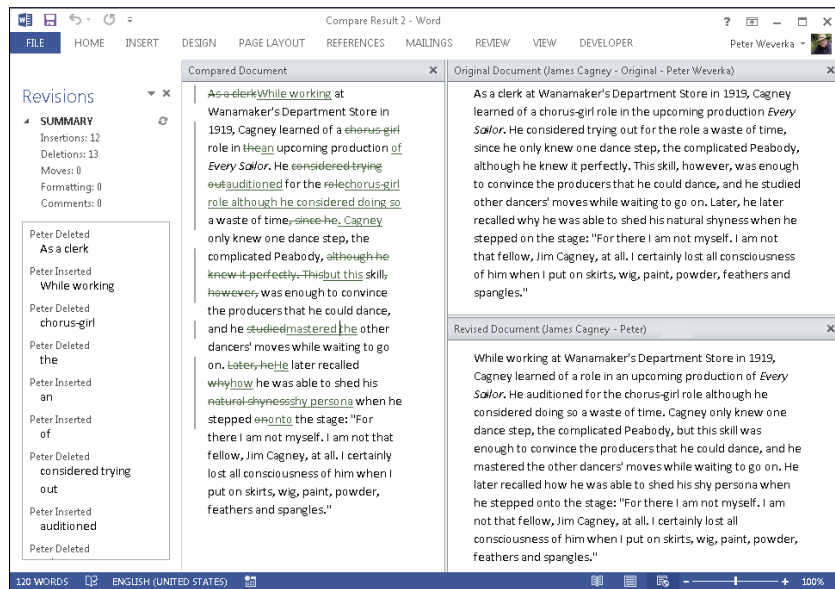 Compare Result 2 - Word
FILE HOME INSERT DESIGN PAGE LAYOUT REFERENCES MAILINGS REVIEW VIEW DEVELOPER Peter Weverka
Revisions
SUMMARY
Insertions: 12
Deletions: 13
Moves: 0
Formatting: 0
Comments: 0
Peter Deleted
As a clerk
Peter Inserted
While working
Peter Deleted
chorus-girl
Peter Deleted
the
Peter Inserted
an
Peter Inserted
of
Peter Deleted
considered trying
out
Peter Inserted
auditioned
Peter Deleted
Compared Document
As a clerkWhile working at
Wanamaker's Department Store in
1919, Cagney learned of a chorus-girl
role in thean upcoming production of
Every Sailor. He considered trying
outauditioned for the rolechorus-girl
role although he considered doing so
a waste of time, since he. Cagney
only knew one dance step, the
complicated Peabody, although he
knew it perfectly. Thisbut this skill,
however, was enough to convince
the producers that he could dance,
and he studiedmastered the other
dancers' moves while waiting to go
on. Later, heHe later recalled
whyhow he was able to shed his
natural shynessshy persona when he
stepped ononto the stage: "For
there I am not myself. I am not that
fellow, Jim Cagney, at all. I certainly
lost all consciousness of him when I
put on skirts, wig, paint, powder,
feathers and spangles."
Original Document (James Cagney - Original - Peter Weverka)
As a clerk at Wanamaker's Department Store in 1919, Cagney
learned of a chorus-girl role in the upcoming production Every
Sailor. He considered trying out for the role a waste of time,
since he only knew one dance step, the complicated Peabody,
although he knew it perfectly. This skill, however, was enough
to convince the producers that he could dance, and he studied
other dancers' moves while waiting to go on. Later, he later
recalled why he was able to shed his natural shyness when he
stepped on the stage: "For there I am not myself. I am not
that fellow, Jim Cagney, at all. I certainly lost all consciousness
of him when I put on skirts, wig, paint, powder, feathers and
spangles."
Revised Document (James Cagney - Peter)
While working at Wanamaker's Department Store in 1919,
Cagney learned of a role in an upcoming production of Every
Sailor. He auditioned for the chorus-girl role although he
considered doing so a waste of time. Cagney only knew one
dance step, the complicated Peabody, but this skill was
enough to convince the producers that he could dance, and he
mastered the other dancers' moves while waiting to go on. He
later recalled how he was able to shed his shy persona when
he stepped onto the stage: "For there I am not myself. I am
not that fellow, Jim Cagney, at all. I certainly lost all
consciousness of him when I put on skirts, wig, paint, powder,
feathers and spangles."
120 WORDS ENGLISH (UNITED STATES) 100%